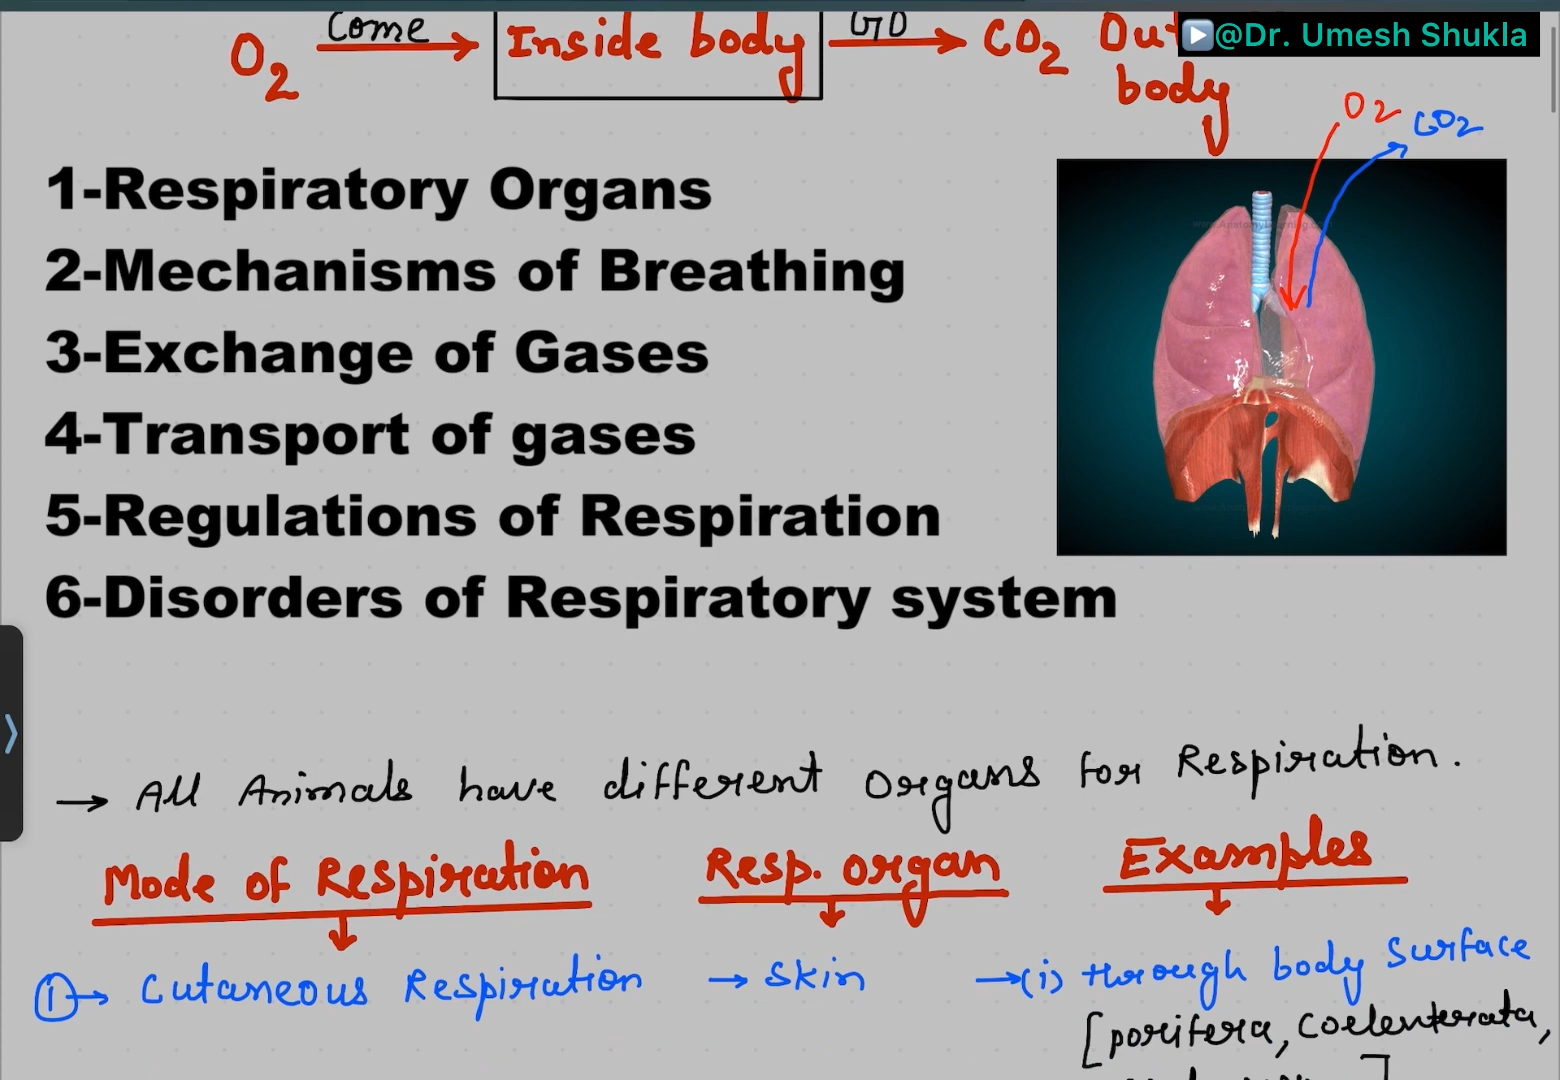 O2 Come Inside body GO CO2 Out
@Dr. Umesh Shukla
body
O2 CO2
1-Respiratory Organs
2-Mechanisms of Breathing
3-Exchange of Gases
4-Transport of gases
5-Regulations of Respiration
6-Disorders of Respiratory system
→ All Animals have different Organs for Respiration.
Mode of Respiration Resp. organ Examples
① → Cutaneous Respiration → Skin → (i) through body Surface
[porifera, Coelenterata,